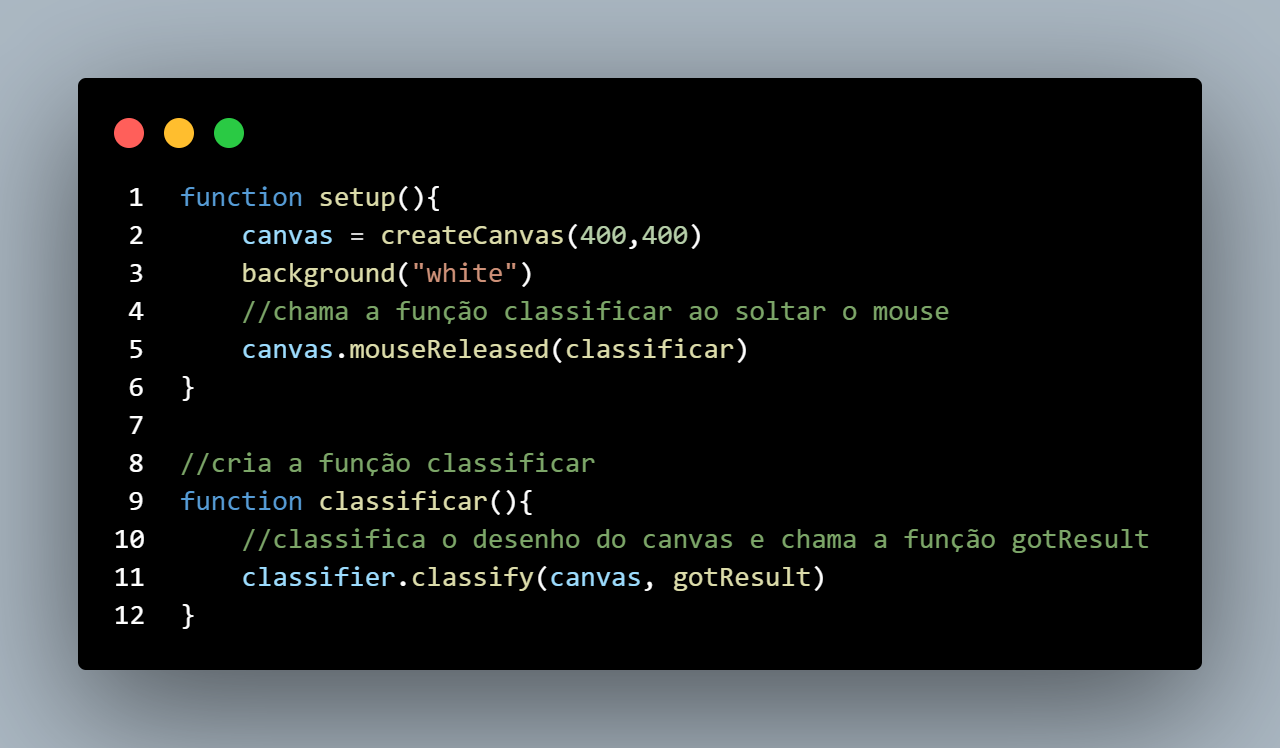 1 function setup(){
2 canvas = createCanvas(400,400)
3 background("white")
4 //chama a função classificar ao soltar o mouse
5 canvas.mouseReleased(classificar)
6 }
7
8 //cria a função classificar
9 function classificar(){
10 //classifica o desenho do canvas e chama a função gotResult
11 classifier.classify(canvas, gotResult)
12 }